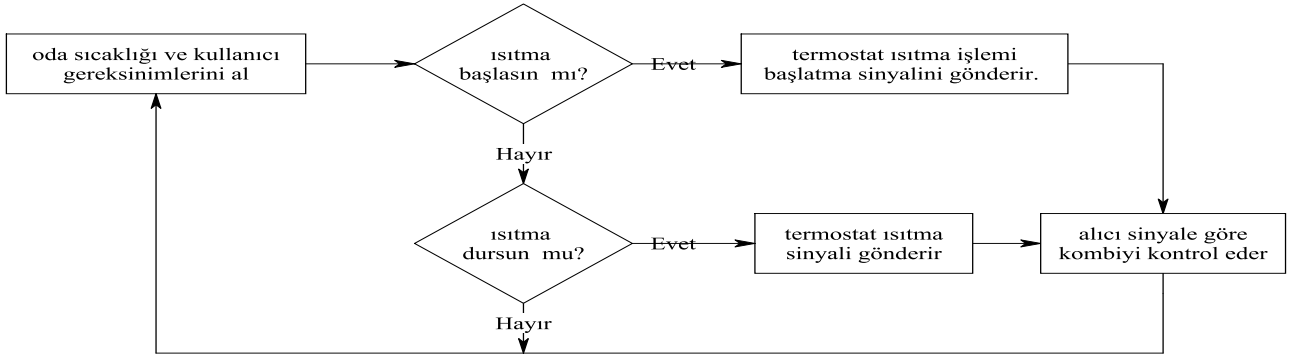 oda sıcaklığı ve kullanıcı
gereksinimlerini al
ısıtma
başlasın mı?
Evet
termostat ısıtma işlemi
başlatma sinyalini gönderir.
Hayır
ısıtma
dursun mu?
Evet
termostat ısıtma
sinyali gönderir
alıcı sinyale göre
kombiyi kontrol eder
Hayır